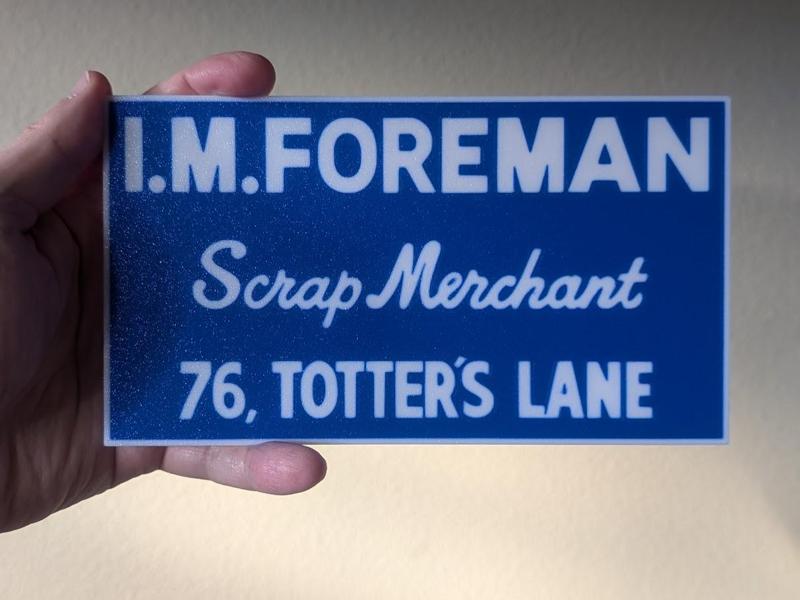 I.M.FOREMAN
Scrap Merchant
76, TOTTER'S LANE